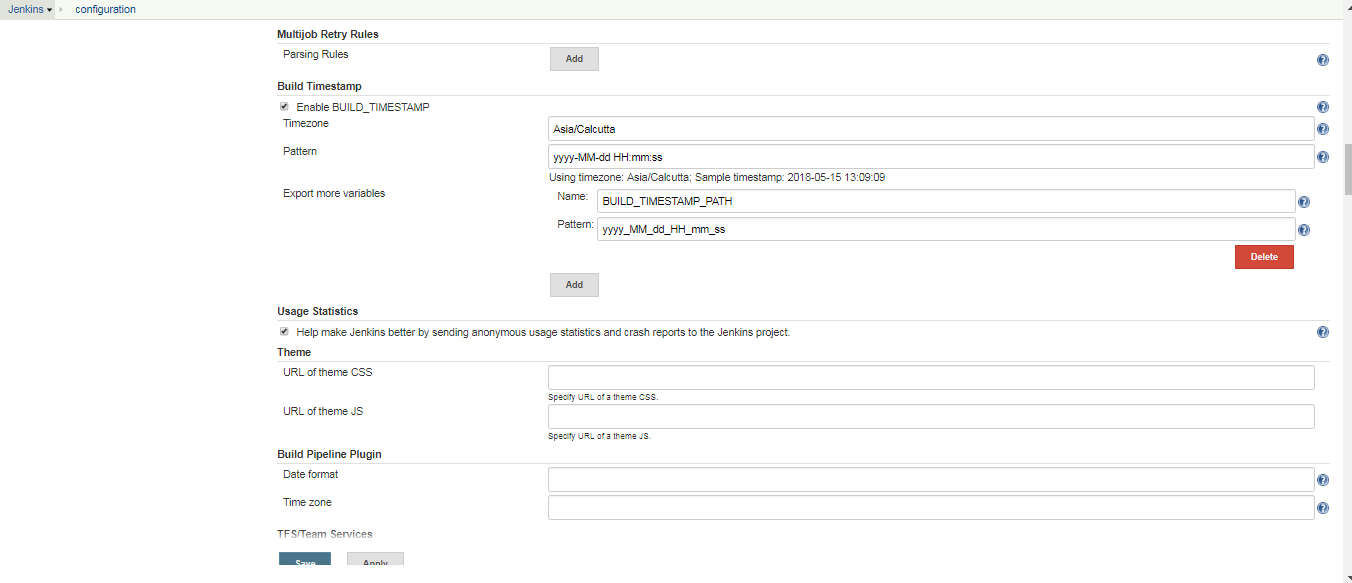 Jenkins configuration
Multijob Retry Rules
Parsing Rules Add
Build Timestamp
Enable BUILD_TIMESTAMP
Timezone Asia/Calcutta
Pattern yyyy-MM-dd HH:mm:ss
Using timezone: Asia/Calcutta; Sample timestamp: 2018-05-15 13:09:09
Export more variables Name: BUILD_TIMESTAMP_PATH
Pattern: yyyy_MM_dd_HH_mm_ss
Delete
Add
Usage Statistics
Help make Jenkins better by sending anonymous usage statistics and crash reports to the Jenkins project.
Theme
URL of theme CSS
Specify URL of a theme CSS.
URL of theme JS
Specify URL of a theme JS.
Build Pipeline Plugin
Date format
Time zone
TFS/Team Services
Save Apply